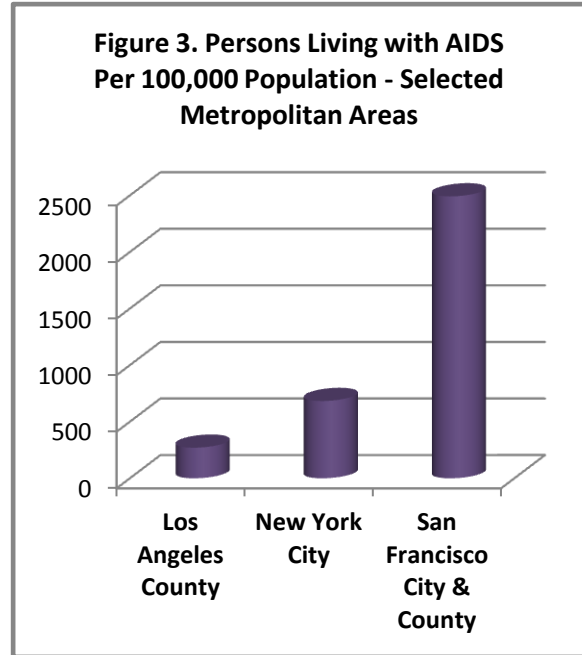 Figure 3. Persons Living with AIDS
Per 100,000 Population - Selected
Metropolitan Areas
2500
2000
1500
1000
500
0
Los
Angeles
County
New York
City
San
Francisco
City &
County